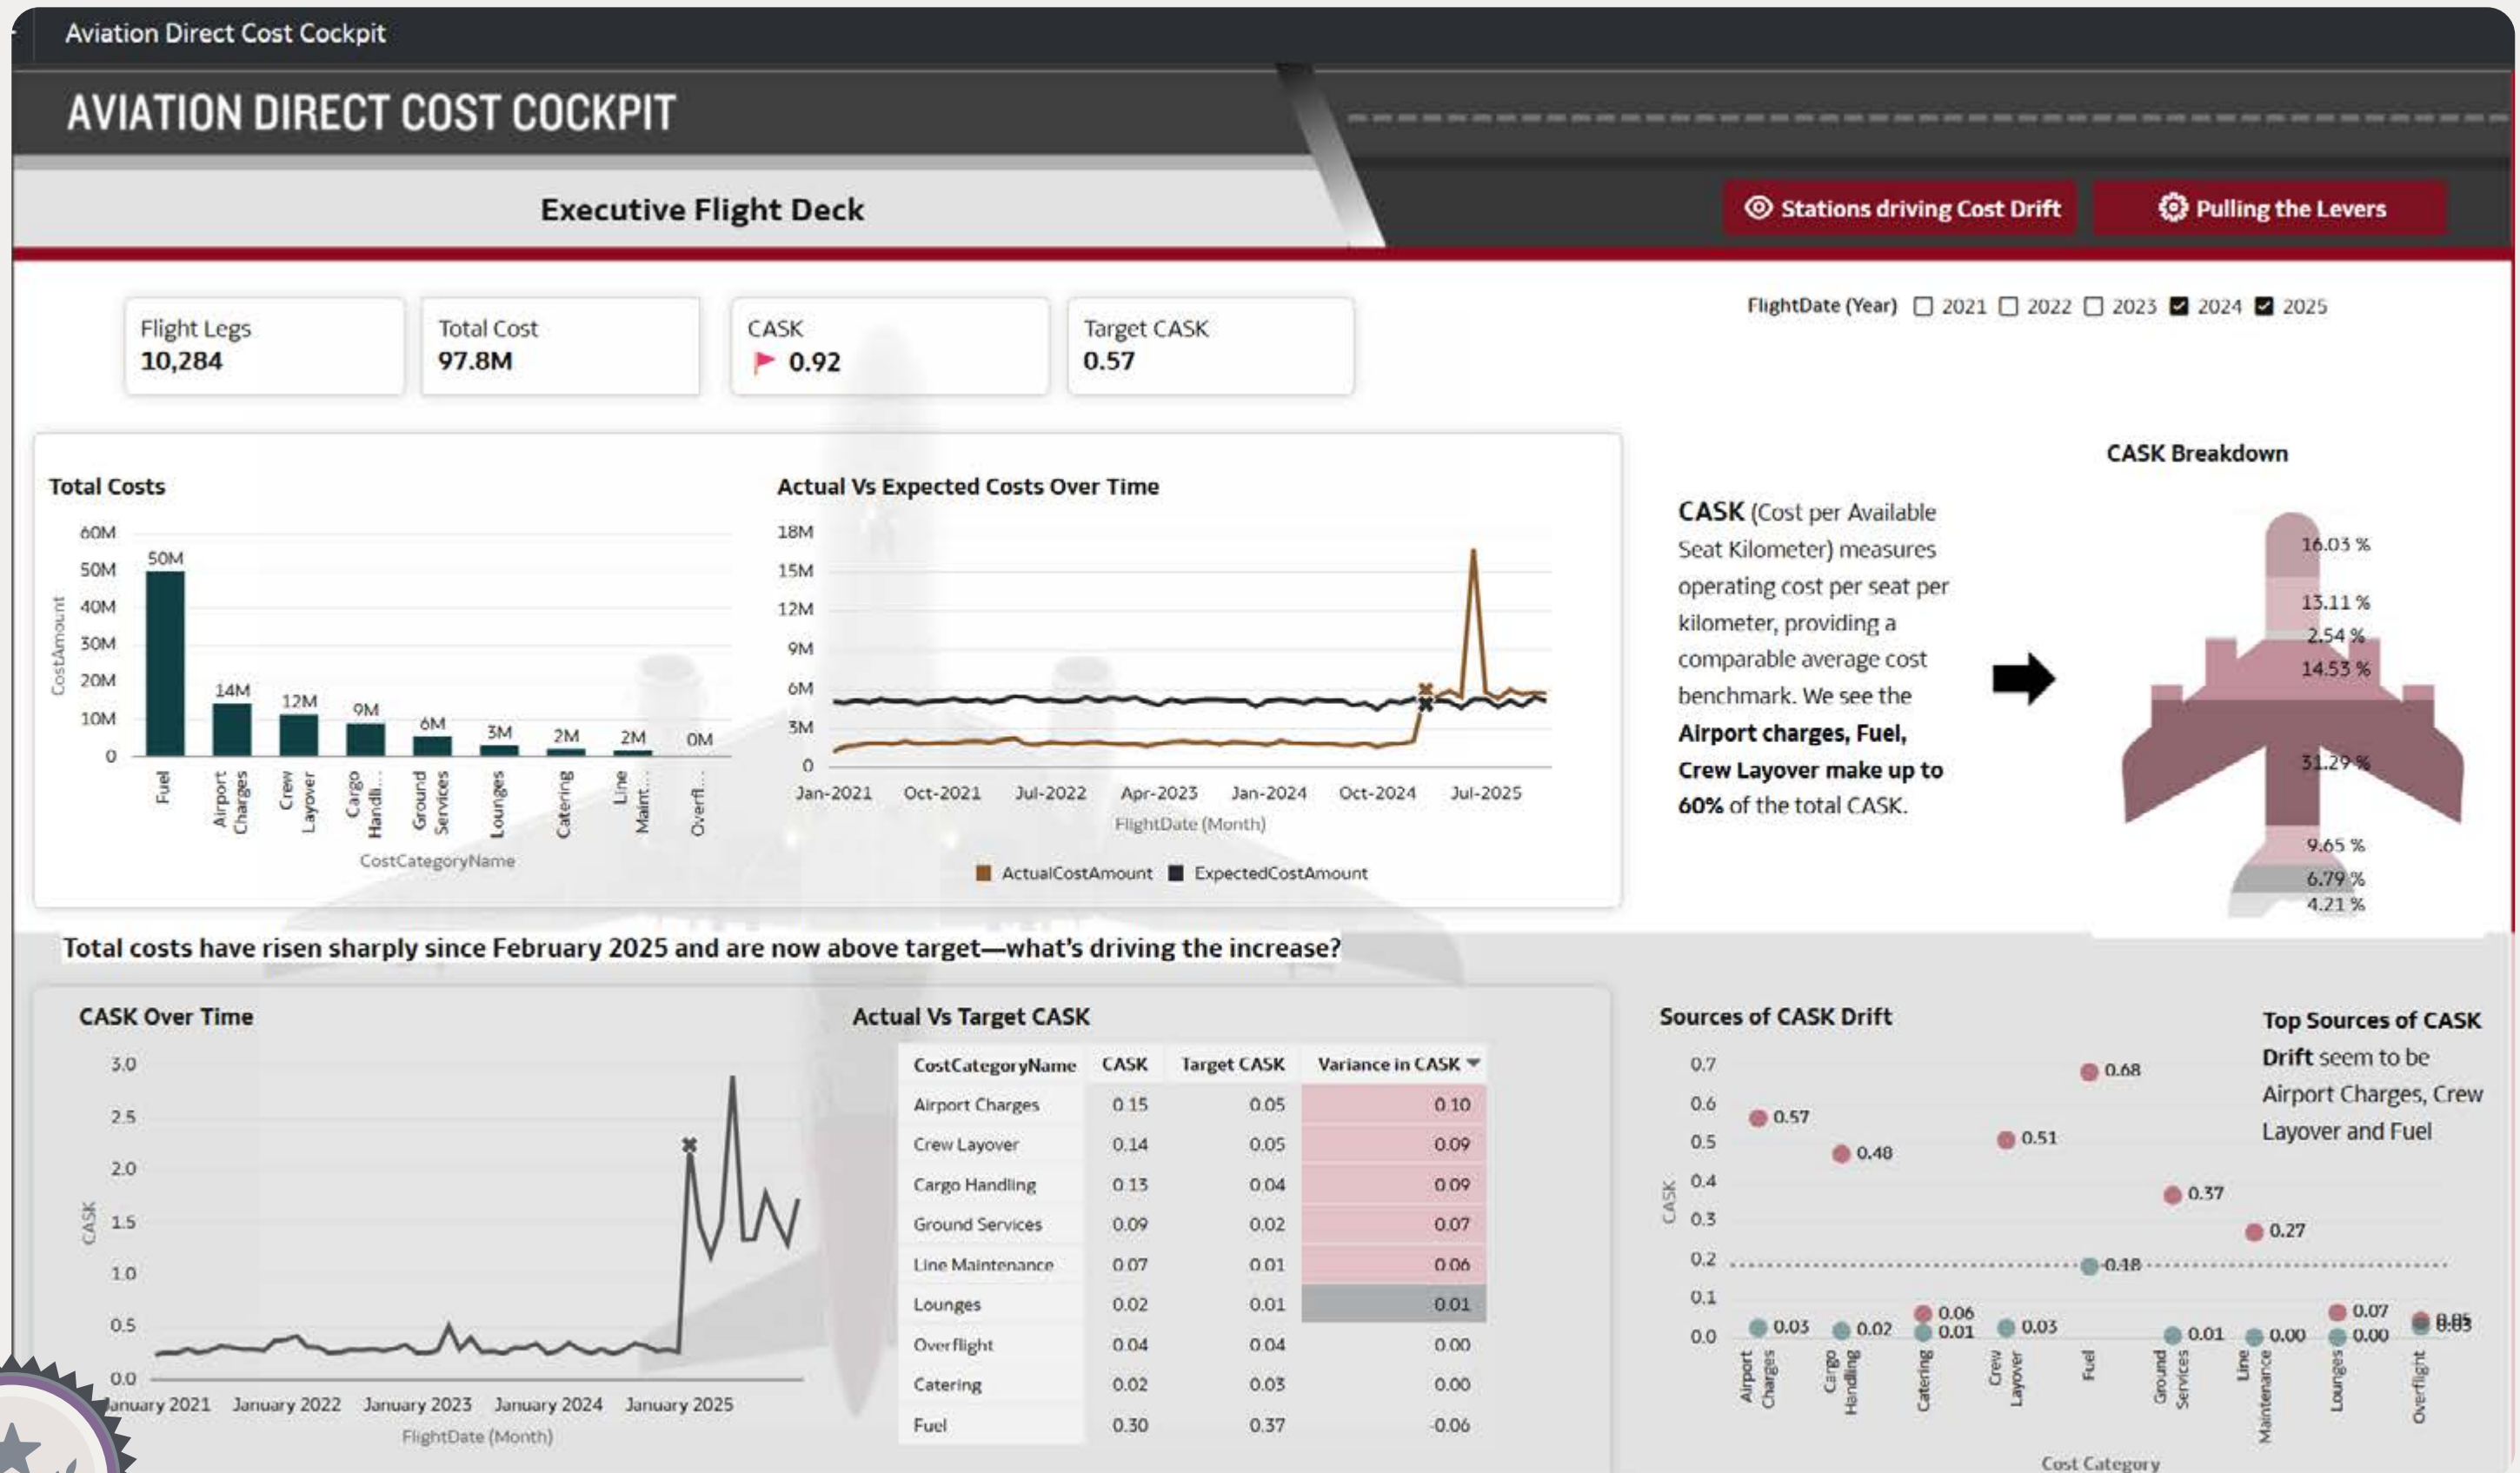 Aviation Direct Cost Cockpit
AVIATION DIRECT COST COCKPIT
Executive Flight Deck
Stations driving Cost Drift
Pulling the Levers
Flight Legs
10,284
Total Cost
97.8M
CASK
0.92
Target CASK
0.57
FlightDate (Year) 2021 2022 2023 2024 2025
Total Costs
CostAmount
60M
50M
40M
30M
20M
10M
0
50M
14M
12M
9M
6M
3M
2M
2M
0M
Fuel
Airport
Charges
Crew
Layover
Cargo
Handli...
Ground
Services
Lounges
Catering
Line
Maint...
Overfl...
CostCategoryName
Actual Vs Expected Costs Over Time
18M
15M
12M
9M
6M
3M
0
Jan-2021 Oct-2021 Jul-2022 Apr-2023 Jan-2024 Oct-2024 Jul-2025
FlightDate (Month)
ActualCostAmount ExpectedCostAmount
CASK (Cost per Available
Seat Kilometer) measures
operating cost per seat per
kilometer, providing a
comparable average cost
benchmark. We see the
Airport charges, Fuel,
Crew Layover make up to
60% of the total CASK.
CASK Breakdown
16.03 %
13.11 %
2.54 %
14.53 %
31.29 %
9.65 %
6.79 %
4.21 %
Total costs have risen sharply since February 2025 and are now above target—what's driving the increase?
CASK Over Time
CASK
3.0
2.5
2.0
1.5
1.0
0.5
0.0
January 2021 January 2022 January 2023 January 2024 January 2025
FlightDate (Month)
Actual Vs Target CASK
CostCategoryName CASK Target CASK Variance in CASK
Airport Charges 0.15 0.05 0.10
Crew Layover 0.14 0.05 0.09
Cargo Handling 0.13 0.04 0.09
Ground Services 0.09 0.02 0.07
Line Maintenance 0.07 0.01 0.06
Lounges 0.02 0.01 0.01
Overflight 0.04 0.04 0.00
Catering 0.02 0.03 0.00
Fuel 0.30 0.37 -0.06
Sources of CASK Drift
CASK
0.7
0.6
0.5
0.4
0.3
0.2
0.1
0.0
0.57
0.03
0.48
0.02
0.06
0.01
0.51
0.03
0.68
0.18
0.37
0.01
0.27
0.00
0.07
0.00
Airport
Charges
Cargo
Handling
Catering
Crew
Layover
Fuel
Ground
Services
Line
Maintenance
Lounges
Overflight
Cost Category
Top Sources of CASK
Drift seem to be
Airport Charges, Crew
Layover and Fuel